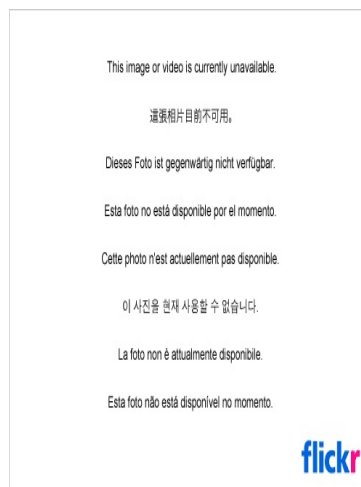 This image or video is currently unavailable.
這張相片目前不可用。
Dieses Foto ist gegenwärtig nicht verfügbar.
Esta foto no está disponible por el momento.
Cette photo n'est actuellement pas disponible.
이 사진을 현재 사용할 수 없습니다.
La foto non è attualmente disponibile.
Esta foto não está disponível no momento.
flickr